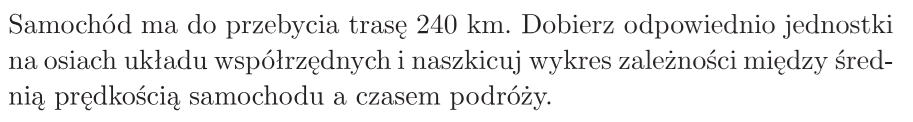 Samochód ma do przebycia trasę 240 km. Dobierz odpowiednio jednostki
na osiach układu współrzędnych i naszkicuj wykres zależności między śred-
nią prędkością samochodu a czasem podróży.